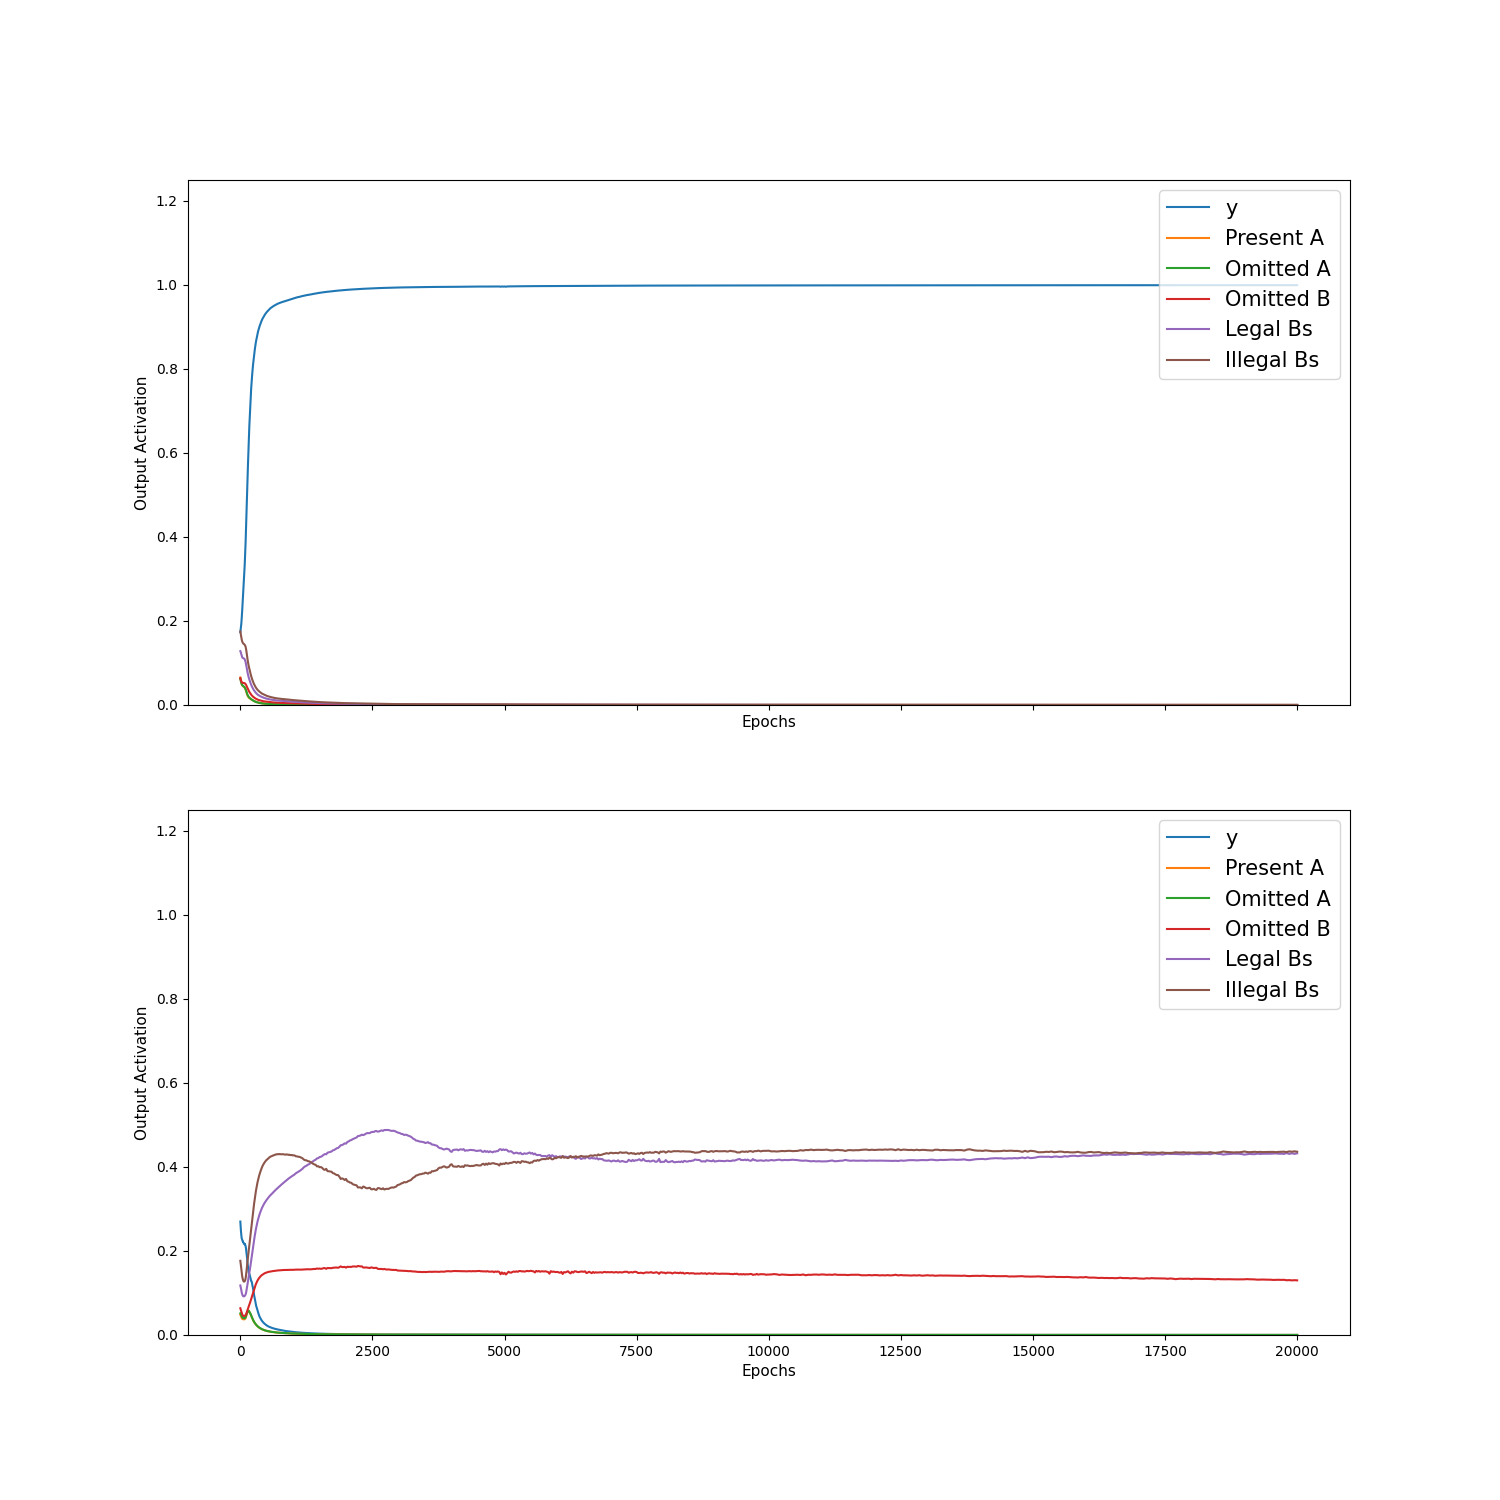 1.2
1.0
0.8
0.6
0.4
0.2
0.0
Output Activation
Epochs
y
Present A
Omitted A
Omitted B
Legal Bs
Illegal Bs
1.2
1.0
0.8
0.6
0.4
0.2
0.0
Output Activation
0 2500 5000 7500 10000 12500 15000 17500 20000
Epochs
y
Present A
Omitted A
Omitted B
Legal Bs
Illegal Bs